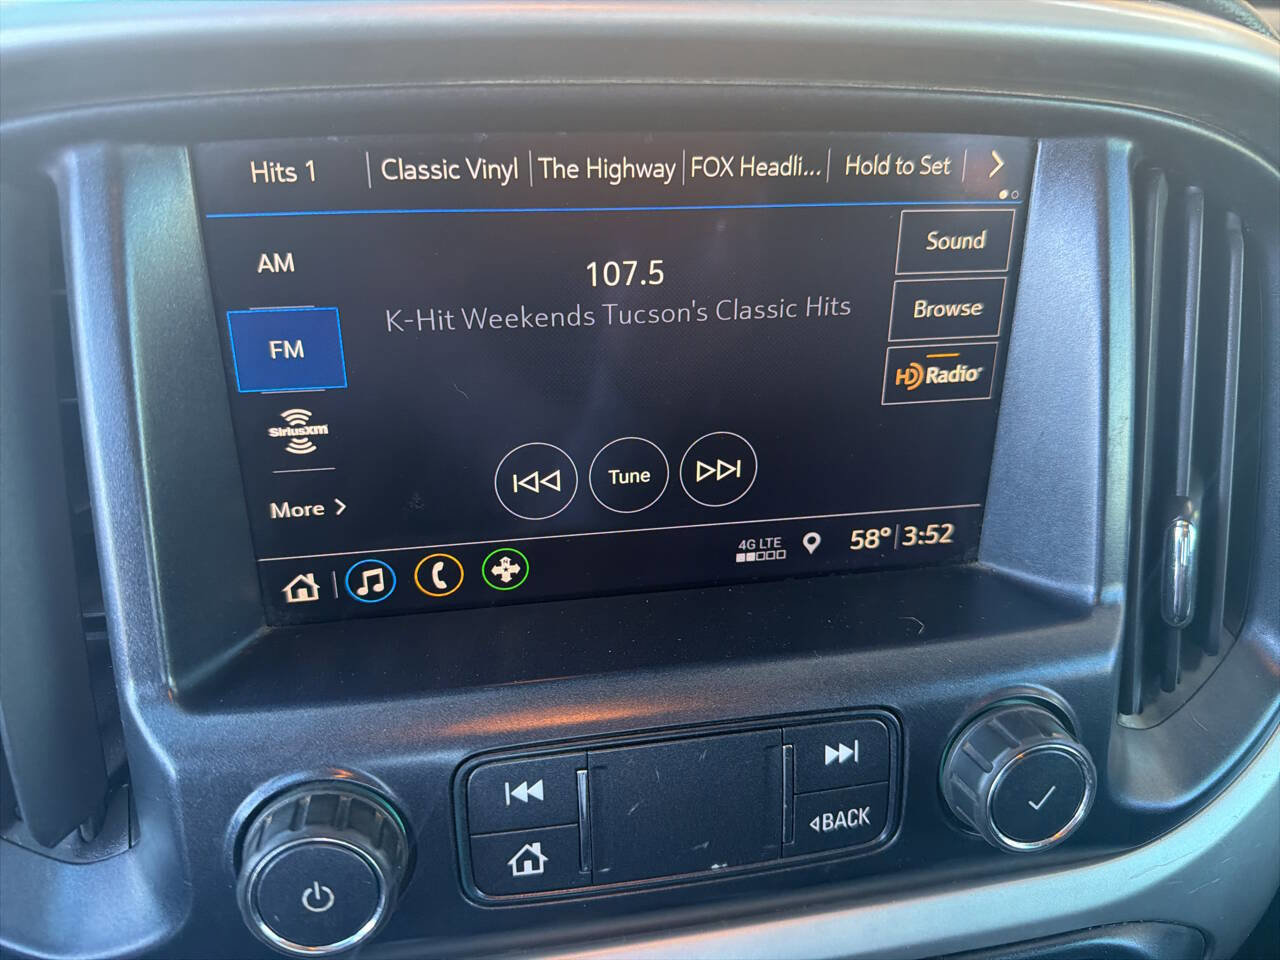 Hits 1
Classic Vinyl
The Highway
FOX Headli...
Hold to Set
AM
FM
SiriusXM
More
107.5
K-Hit Weekends Tucson's Classic Hits
Tune
Sound
Browse
HD Radio
4G LTE
58° 3:52
BACK